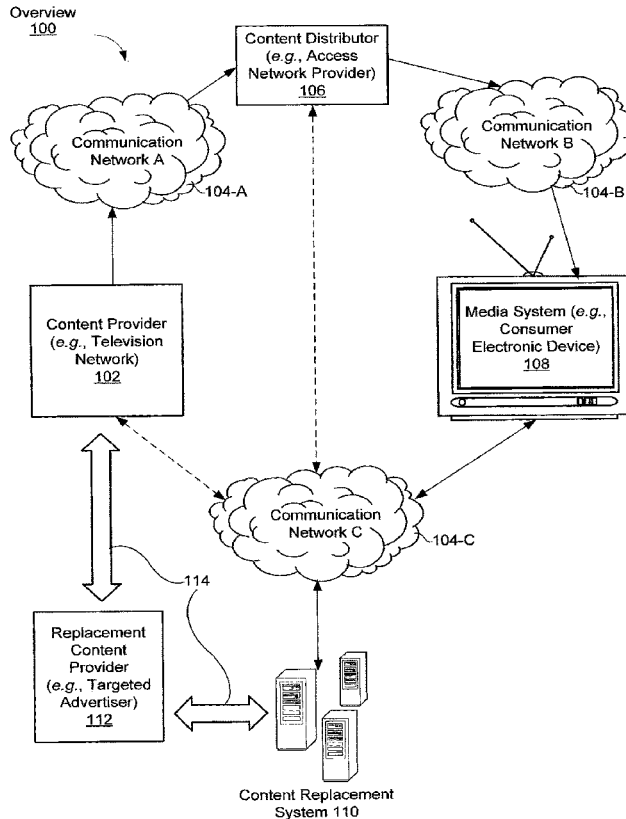 Overview
100
Content Distributor
(e.g., Access
Network Provider)
106
Communication
Network A
104-A
Communication
Network B
104-B
Content Provider
(e.g., Television
Network)
102
Media System (e.g.,
Consumer
Electronic Device)
108
Communication
Network C
104-C
114
Replacement
Content
Provider
(e.g., Targeted
Advertiser)
112
Content Replacement
System 110